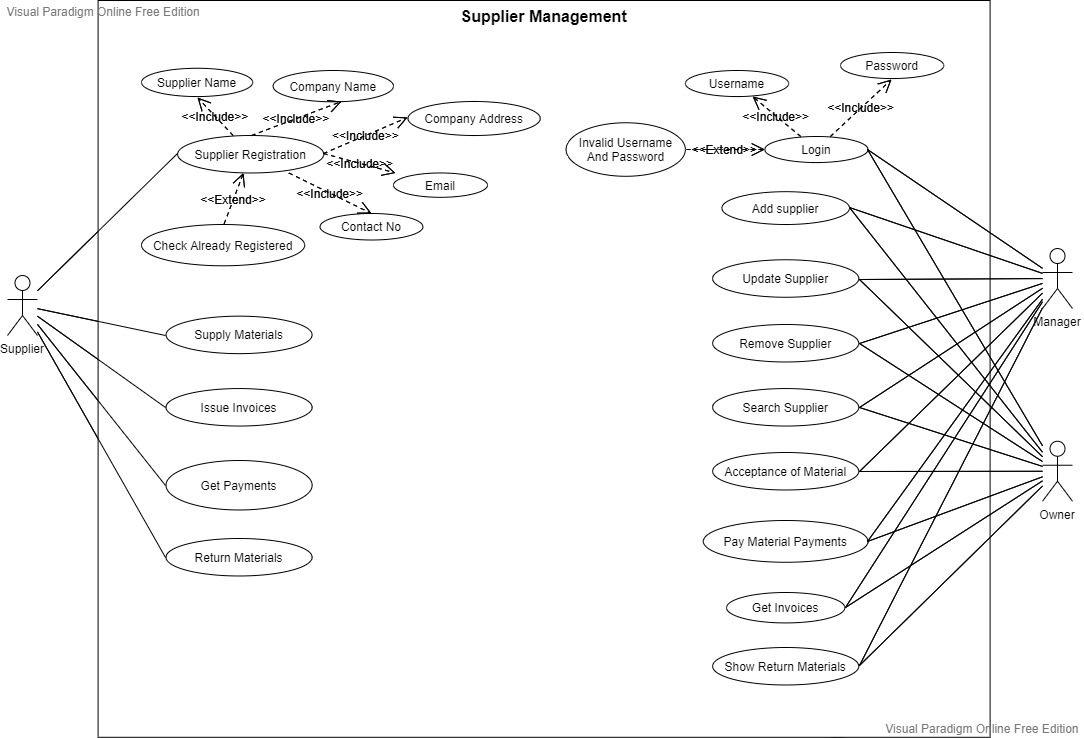 Visual Paradigm Online Free Edition
Supplier Management
Supplier Name
Company Name
Company Address
Email
Contact No
<<Include>>
<<Include>>
<<Include>>
<<Include>>
<<Include>>
Supplier Registration
<<Extend>>
Check Already Registered
Supplier
Supply Materials
Issue Invoices
Get Payments
Return Materials
Username
Password
<<Include>>
<<Include>>
Invalid Username
And Password
<<Extend>>
Login
Add supplier
Update Supplier
Remove Supplier
Search Supplier
Acceptance of Material
Pay Material Payments
Get Invoices
Show Return Materials
Manager
Owner
Visual Paradigm Online Free Edition